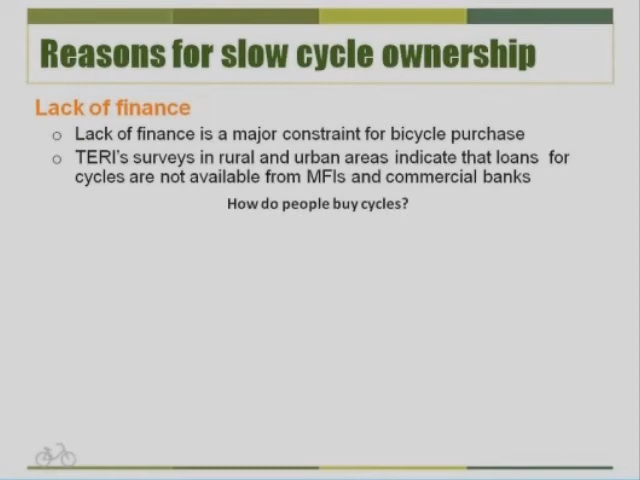 Reasons for slow cycle ownership
Lack of finance
o Lack of finance is a major constraint for bicycle purchase
o TERI's surveys in rural and urban areas indicate that loans for
cycles are not available from MFIs and commercial banks
How do people buy cycles?